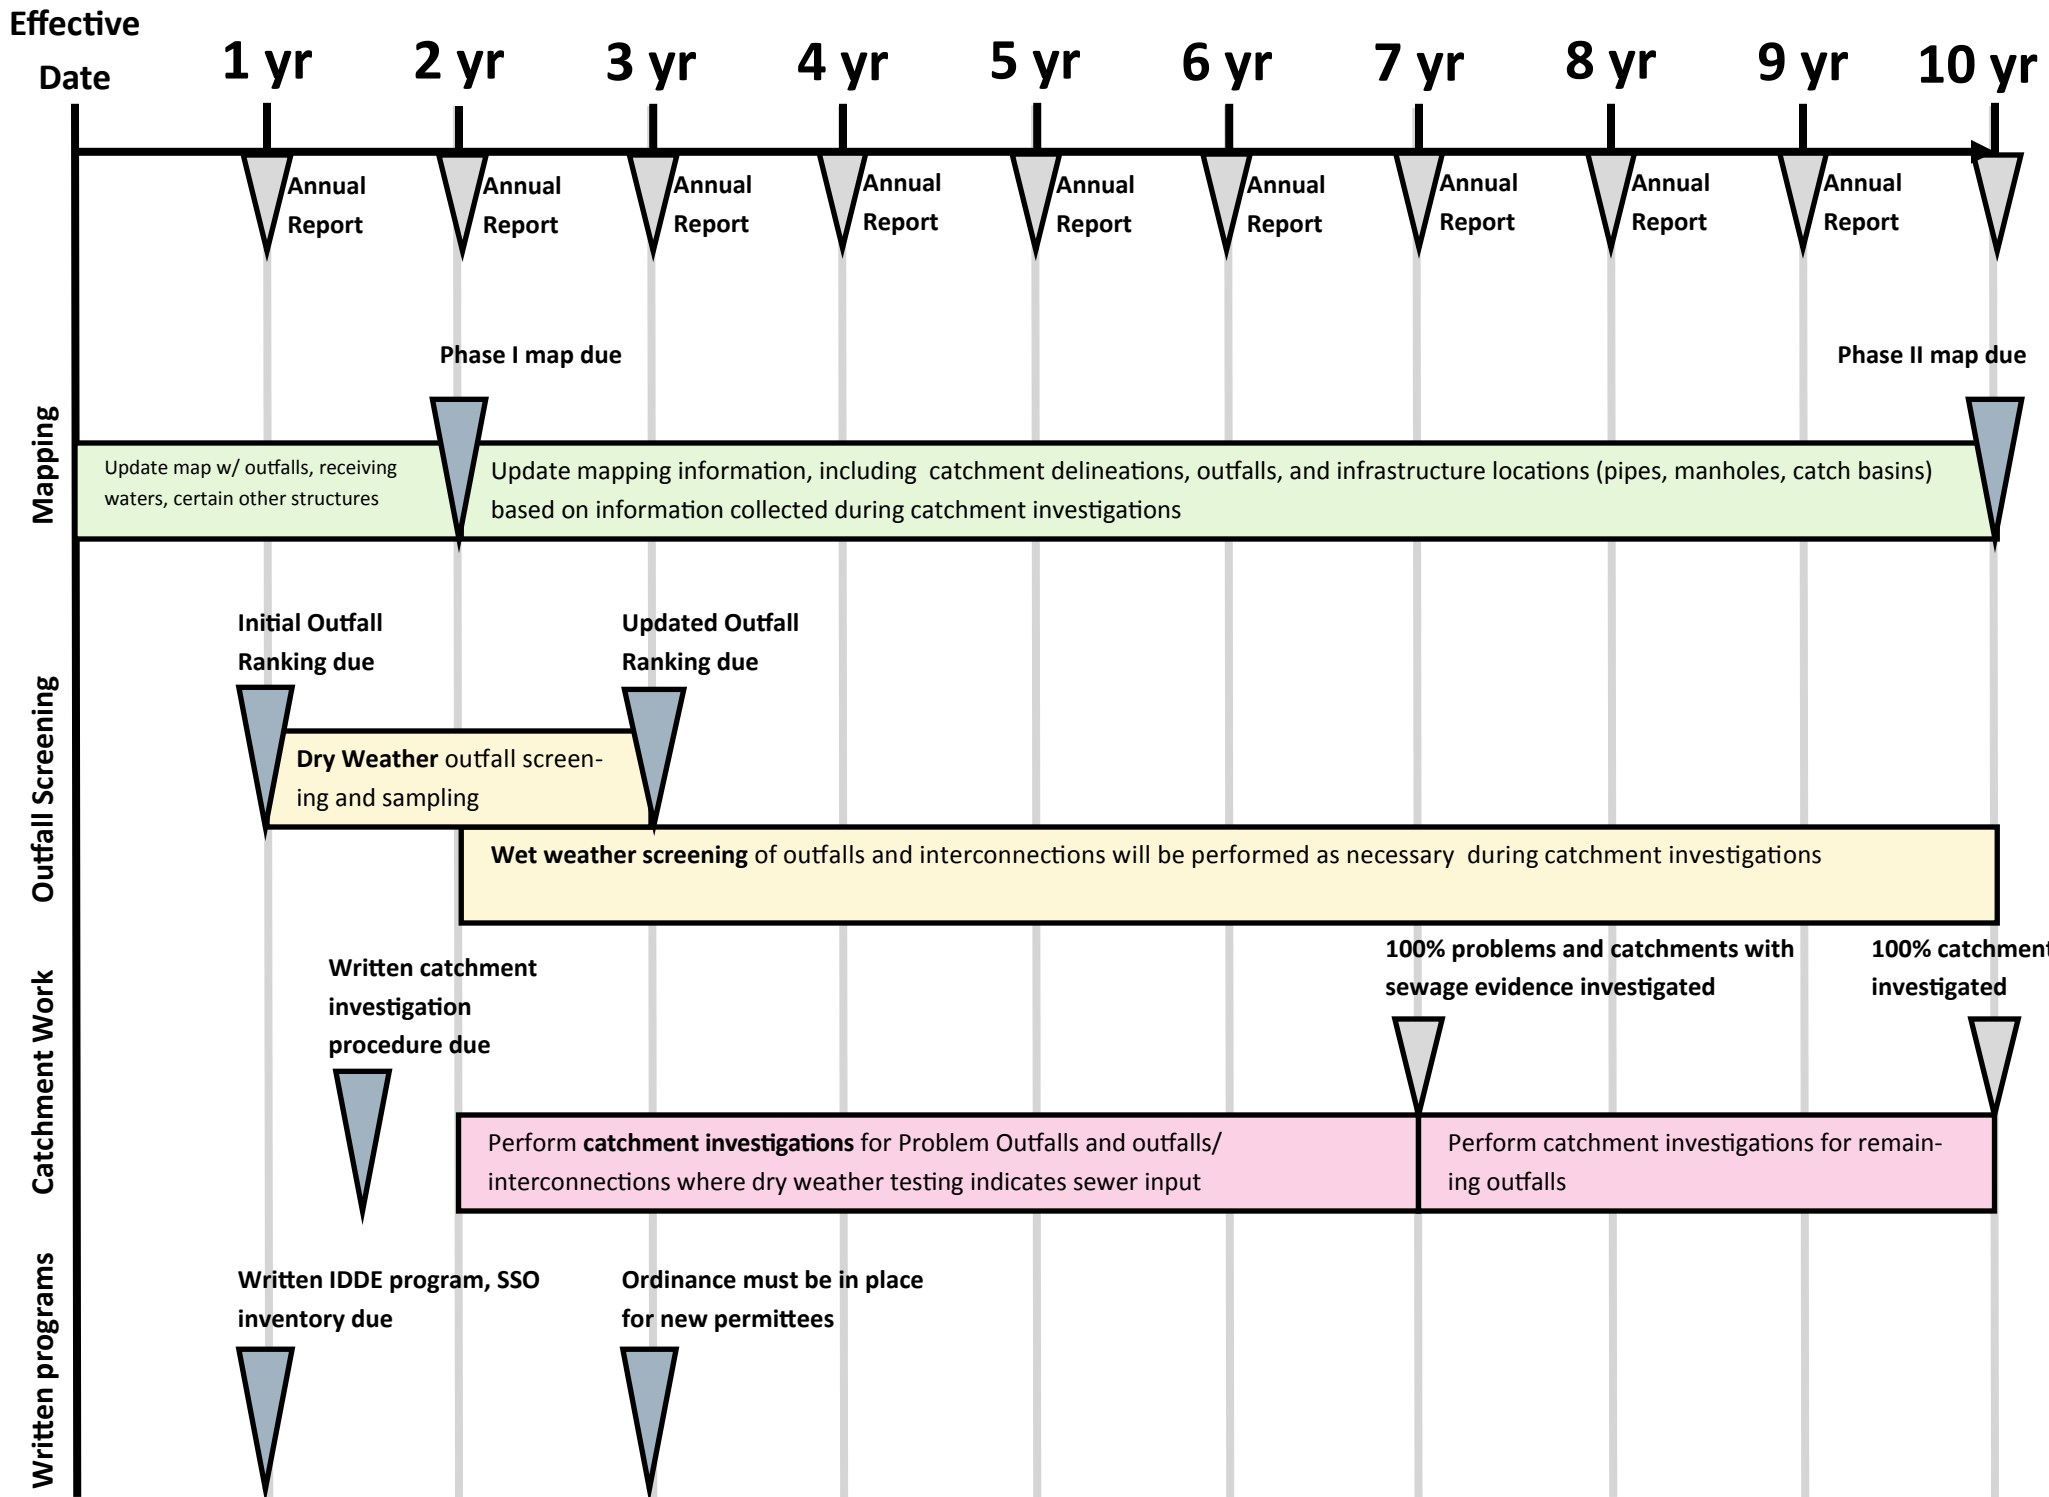 Effective
Date
1 yr
2 yr
3 yr
4 yr
5 yr
6 yr
7 yr
8 yr
9 yr
10 yr
Annual
Report
Annual
Report
Annual
Report
Annual
Report
Annual
Report
Annual
Report
Annual
Report
Annual
Report
Annual
Report
Mapping
Phase I map due
Phase II map due
Update map w/ outfalls, receiving
waters, certain other structures
Update mapping information, including  catchment delineations, outfalls, and infrastructure locations (pipes, manholes, catch basins)
based on information collected during catchment investigations
Outfall Screening
Initial Outfall
Ranking due
Updated Outfall
Ranking due
Dry Weather outfall screen-
ing and sampling
Wet weather screening of outfalls and interconnections will be performed as necessary  during catchment investigations
Catchment Work
Written catchment
investigation
procedure due
100% problems and catchments with
sewage evidence investigated
100% catchment
investigated
Perform catchment investigations for Problem Outfalls and outfalls/
interconnections where dry weather testing indicates sewer input
Perform catchment investigations for remain-
ing outfalls
Written programs
Written IDDE program, SSO
inventory due
Ordinance must be in place
for new permittees